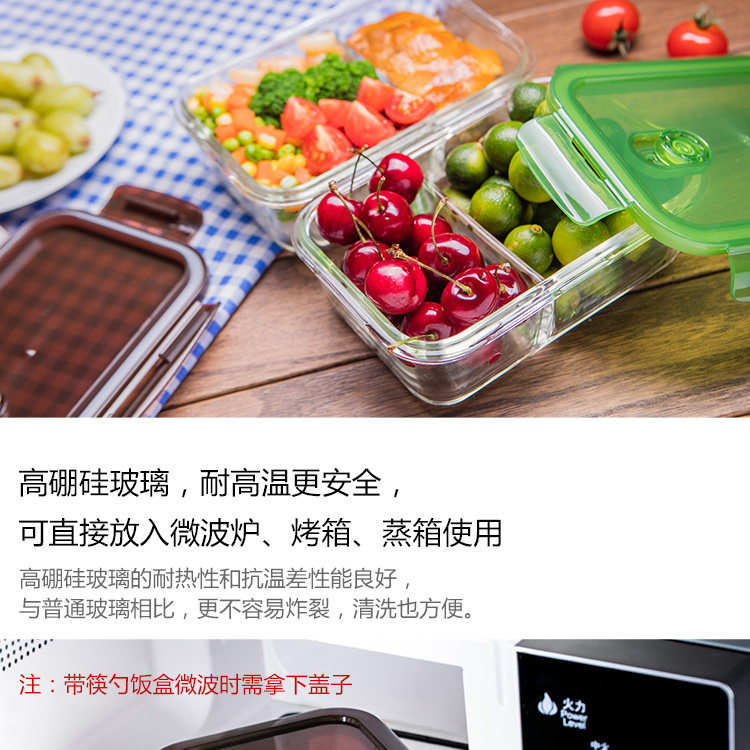 高硼硅玻璃，耐高温更安全，
可直接放入微波炉、烤箱、蒸箱使用
高硼硅玻璃的耐热性和抗温差性能良好，
与普通玻璃相比，更不容易炸裂，清洗也方便。
注：带筷勺饭盒微波时需拿下盖子
火力
Power
Level